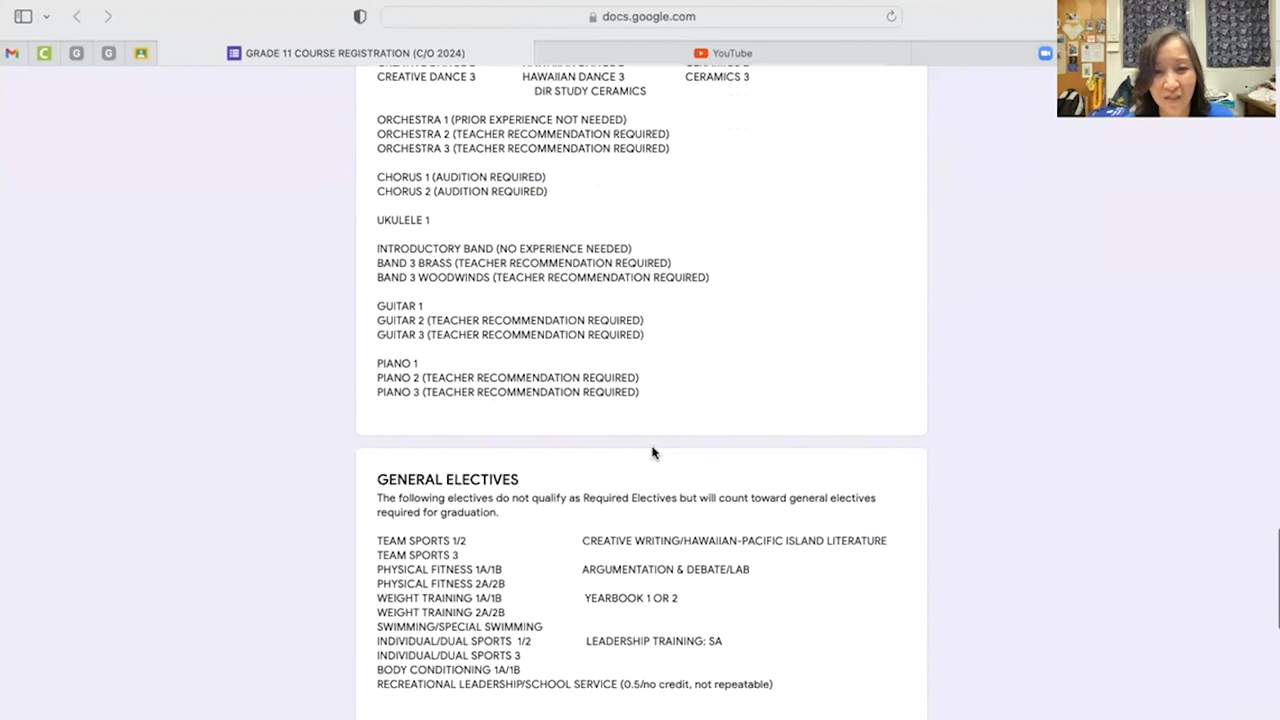 docs.google.com
GRADE 11 COURSE REGISTRATION (C/O 2024)
YouTube
CREATIVE DANCE 3 HAWAIIAN DANCE 3 CERAMICS 3
DIR STUDY CERAMICS
ORCHESTRA 1 (PRIOR EXPERIENCE NOT NEEDED)
ORCHESTRA 2 (TEACHER RECOMMENDATION REQUIRED)
ORCHESTRA 3 (TEACHER RECOMMENDATION REQUIRED)
CHORUS 1 (AUDITION REQUIRED)
CHORUS 2 (AUDITION REQUIRED)
UKULELE 1
INTRODUCTORY BAND (NO EXPERIENCE NEEDED)
BAND 3 BRASS (TEACHER RECOMMENDATION REQUIRED)
BAND 3 WOODWINDS (TEACHER RECOMMENDATION REQUIRED)
GUITAR 1
GUITAR 2 (TEACHER RECOMMENDATION REQUIRED)
GUITAR 3 (TEACHER RECOMMENDATION REQUIRED)
PIANO 1
PIANO 2 (TEACHER RECOMMENDATION REQUIRED)
PIANO 3 (TEACHER RECOMMENDATION REQUIRED)
GENERAL ELECTIVES
The following electives do not qualify as Required Electives but will count toward general electives
required for graduation.
TEAM SPORTS 1/2 CREATIVE WRITING/HAWAIIAN-PACIFIC ISLAND LITERATURE
TEAM SPORTS 3
PHYSICAL FITNESS 1A/1B ARGUMENTATION & DEBATE/LAB
PHYSICAL FITNESS 2A/2B
WEIGHT TRAINING 1A/1B YEARBOOK 1 OR 2
WEIGHT TRAINING 2A/2B
SWIMMING/SPECIAL SWIMMING
INDIVIDUAL/DUAL SPORTS 1/2 LEADERSHIP TRAINING: SA
INDIVIDUAL/DUAL SPORTS 3
BODY CONDITIONING 1A/1B
RECREATIONAL LEADERSHIP/SCHOOL SERVICE (0.5/no credit, not repeatable)